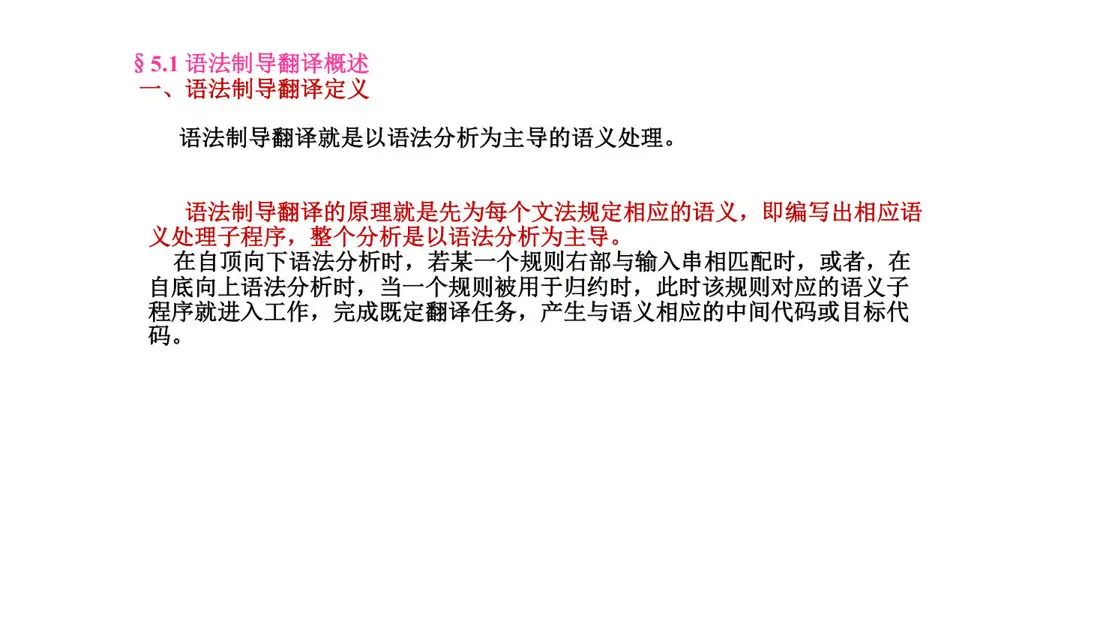 §5.1 语法制导翻译概述
一、语法制导翻译定义
语法制导翻译就是以语法分析为主导的语义处理。
语法制导翻译的原理就是先为每个文法规定相应的语义，即编写出相应语
义处理子程序，整个分析是以语法分析为主导。
在自顶向下语法分析时，若某一个规则右部与输入串相匹配时，或者，在
自底向上语法分析时，当一个规则被用于归约时，此时该规则对应的语义子
程序就进入工作，完成既定翻译任务，产生与语义相应的中间代码或目标代
码。